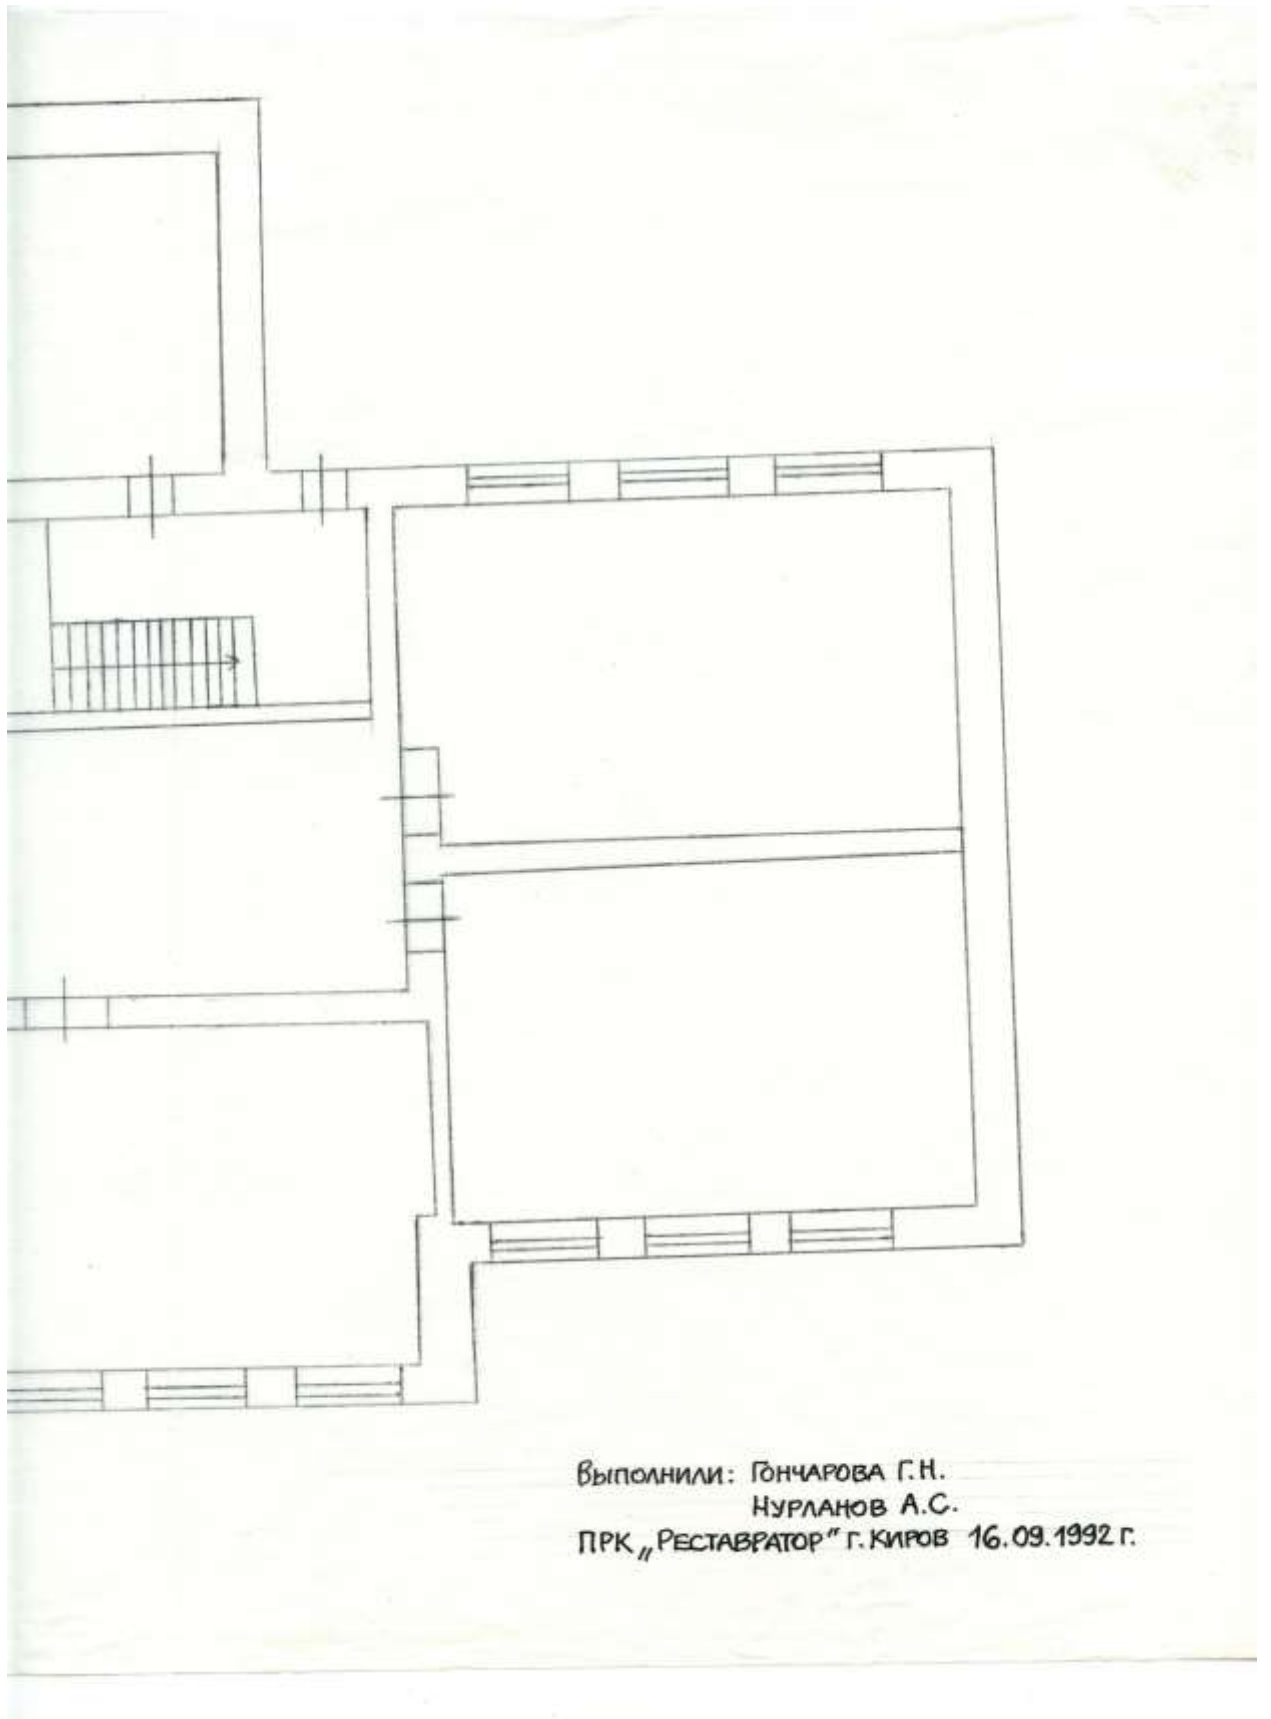 Выполнили: Гончарова Г.Н.
Нурланов А.С.
ПРК „Реставратор" г. Киров 16.09.1992 г.